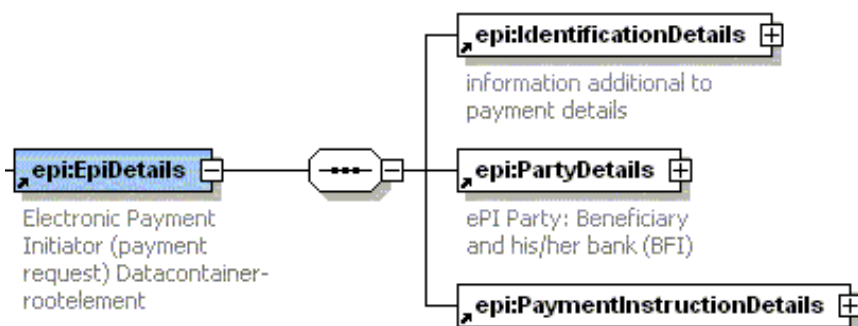 epi:IdentificationDetails
information additional to
payment details
epi:EpiDetails
Electronic Payment
Initiator (payment
request) Datacontainer-
rootelement
epi:PartyDetails
ePI Party: Beneficiary
and his/her bank (BFI)
epi:PaymentInstructionDetails